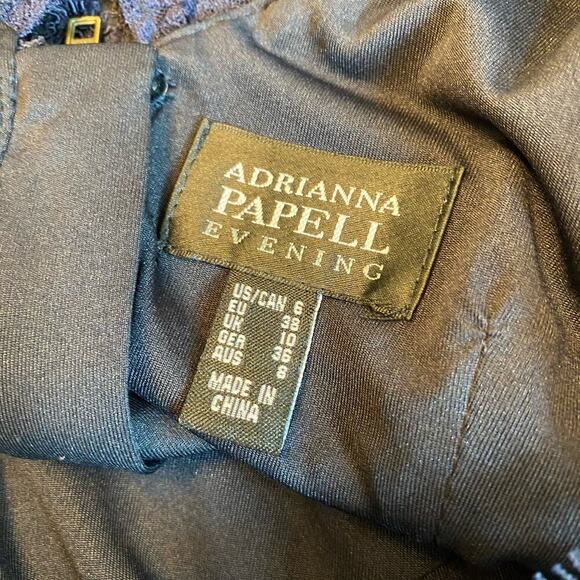 ADRIANNA
PAPELL
EVENING
US/CAN 6
EU 38
UK 10
GER 36
AUS 8
MADE IN
CHINA